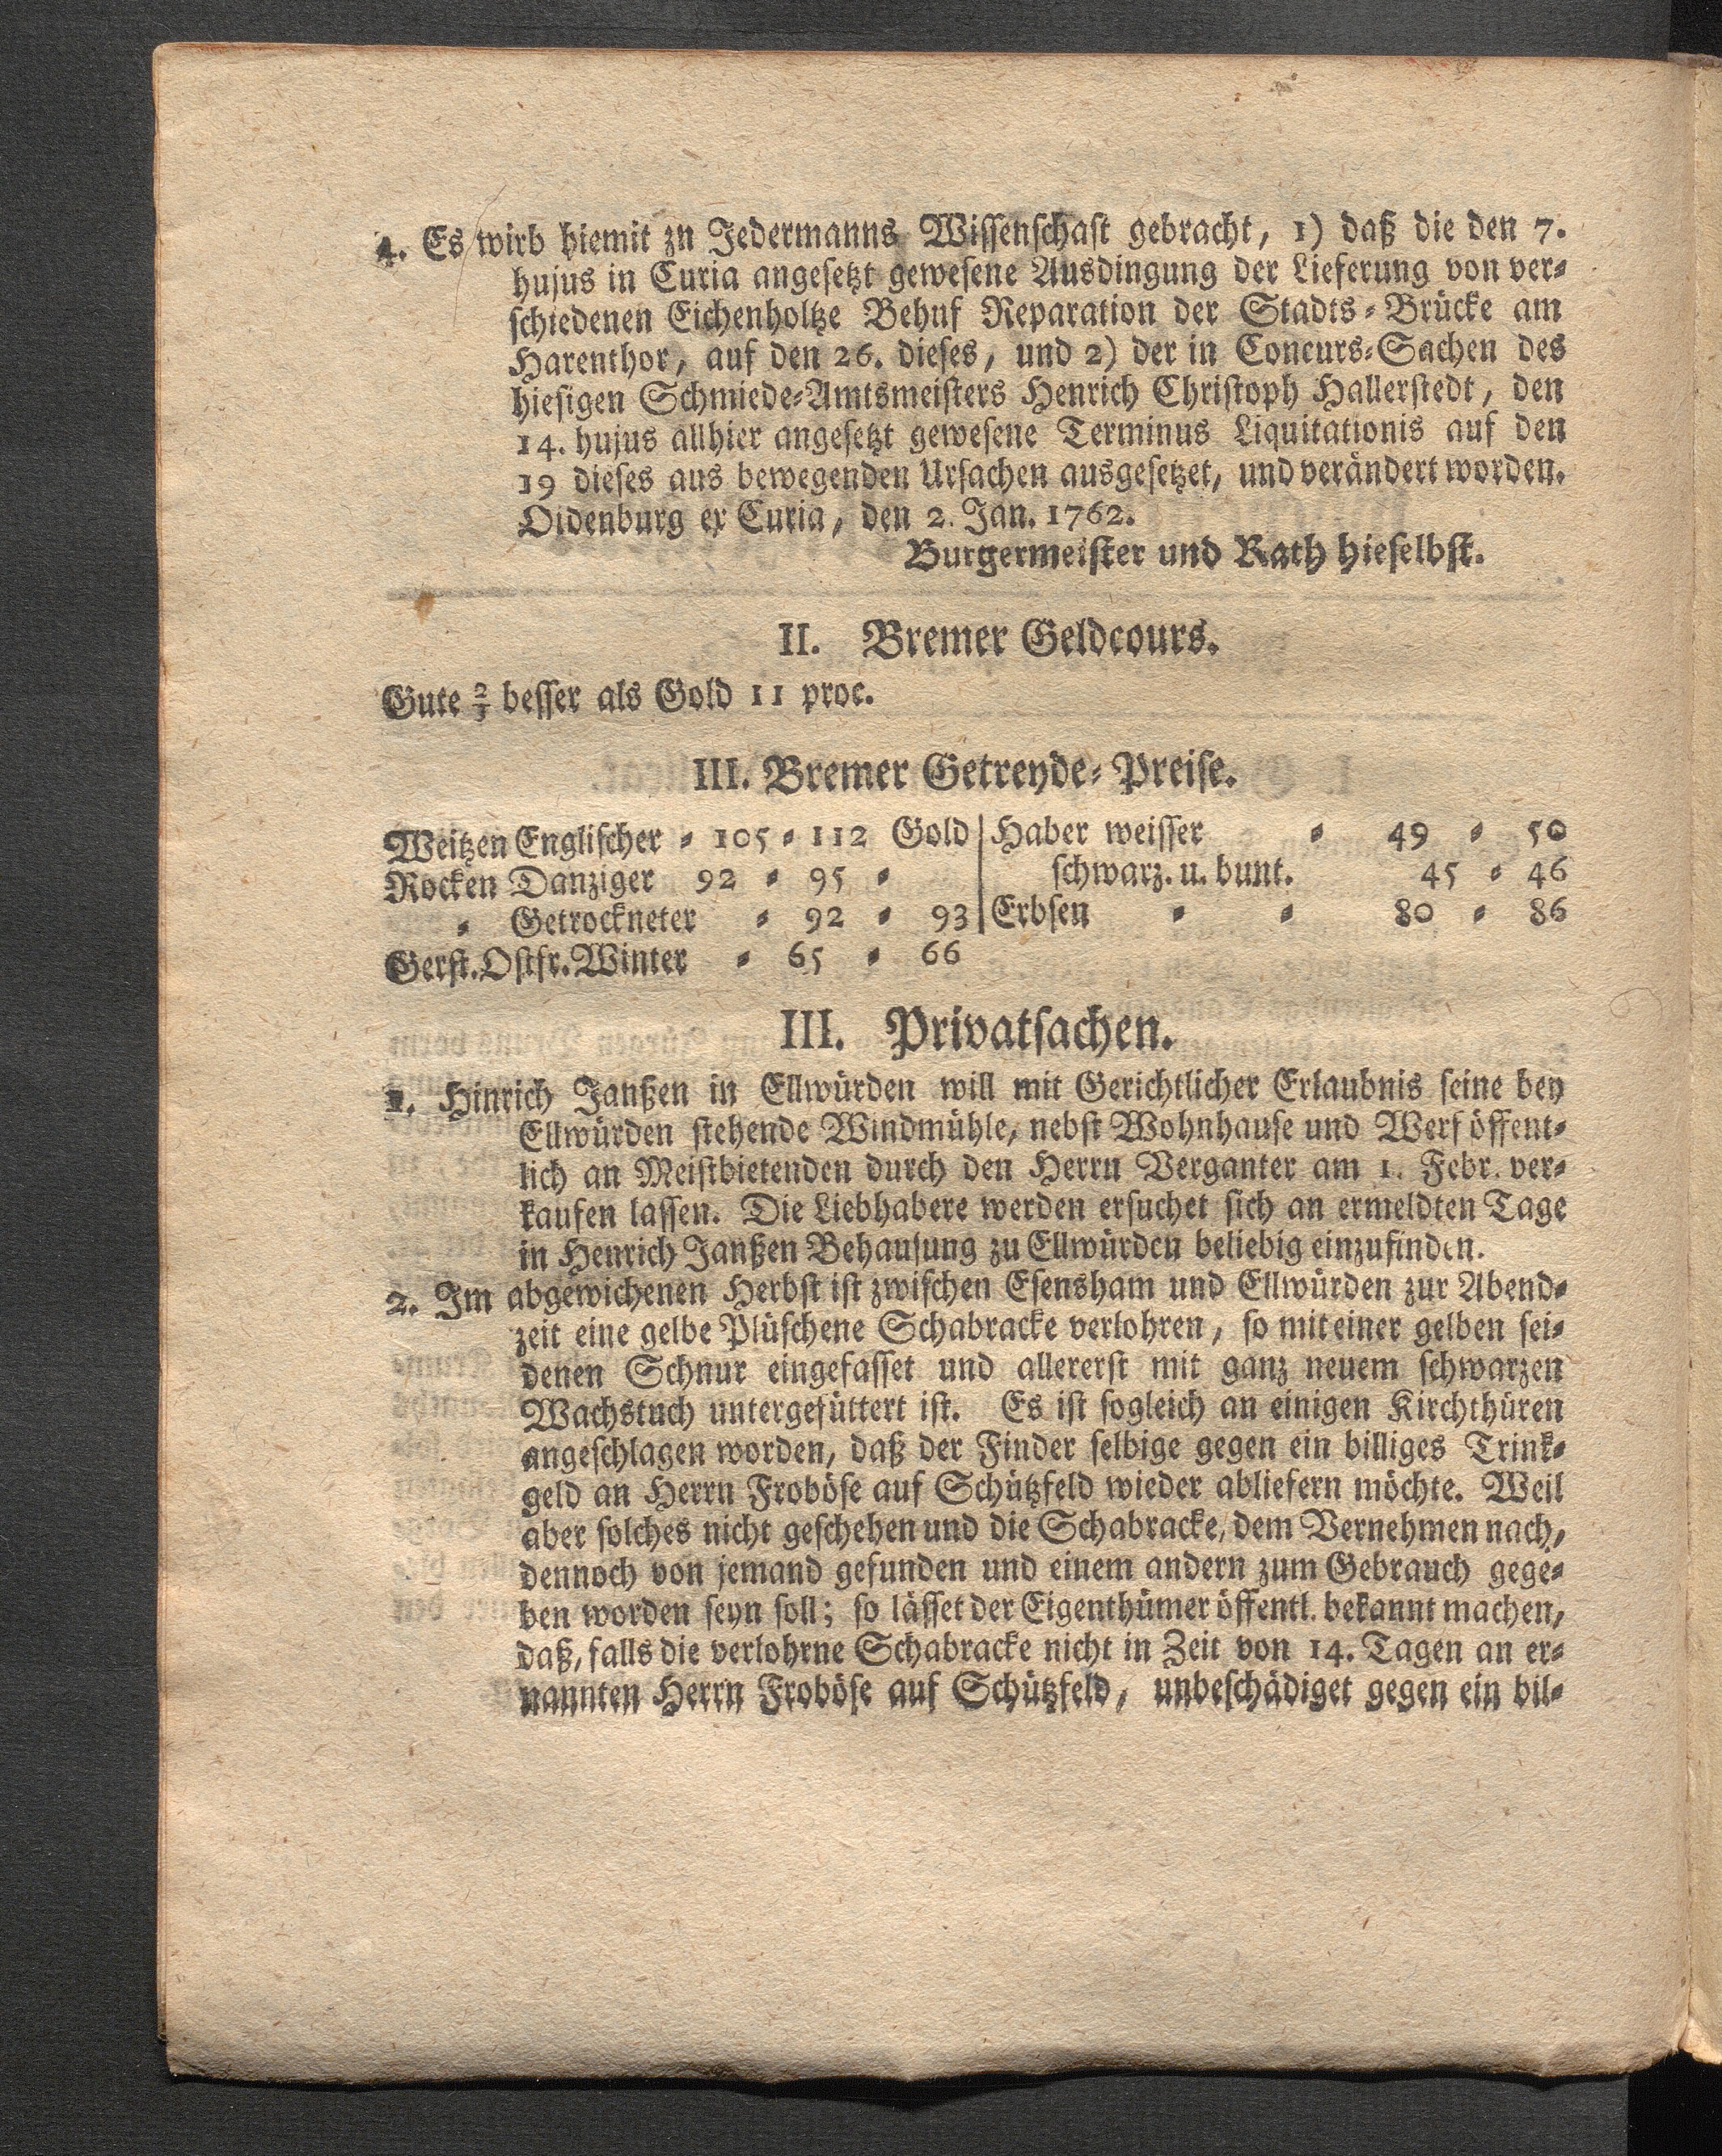 4. Es wirb hiemit zn Jedermanns Wissenschast gebracht, 1) daß die den 7.
hujus in Curia angesetzt gewesene Ausdingung der Lieferung von ver⸗
schiedenen Eichenholtze Behuf Reparation der Stadts⸗Brücke am
Harenthor, auf den 26. dieses, und 2) der in Concurs⸗Sachen des
hiesigen Schmiede⸗Amtsmeisters Henrich Christoph Hallerstedt, den
14. hujus allhier angesetzt gewesene Terminus Liquitationis auf den
19 dieses aus bewegenden Ursachen ausgesetzet, und verändert worden.
Oldenburg ex Curia, den 2. Jan. 1762.
Burgermeister und Rath hieselbst.
II. Bremer Geldcours.
Gute 2/3 besser als Gold 11 proc.
III. Bremer Getreyde⸗Preise.
Weitzen Englischer ⸗ 105 ⸗ 112 Gold
Rocken Danziger 92 ⸗ 95 ⸗
⸗ Getrockneter ⸗ 92 ⸗ 93
Gerst. Ostfr. Winter ⸗ 65 ⸗ 66
Haber weisser ⸗ 49 ⸗ 50
schwarz. u. bunt. 45 ⸗ 46
Erbsen ⸗ ⸗ 80 ⸗ 86
III. Privatsachen.
1. Hinrich Janßen in Ellwürden will mit Gerichtlicher Erlaubnis seine bey
Ellwürden stehende Windmühle, nebst Wohnhause und Werf öffent⸗
lich an Meistbietenden durch den Herrn Verganter am 1. Febr. ver⸗
kaufen lassen. Die Liebhabere werden ersuchet sich an ermeldten Tage
in Henrich Janßen Behausung zu Ellwürden beliebig einzufinden.
2. Im abgewichenen Herbst ist zwischen Esensham und Ellwürden zur Abend⸗
zeit eine gelbe Plüschene Schabracke verlohren, so mit einer gelben sei⸗
denen Schnur eingefasset und allererst mit ganz neuem schwarzen
Wachstuch untergefüttert ist. Es ist sogleich an einigen Kirchthüren
angeschlagen worden, daß der Finder selbige gegen ein billiges Trink⸗
geld an Herrn Froböse auf Schützfeld wieder abliefern möchte. Weil
aber solches nicht geschehen und die Schabracke, dem Vernehmen nach,
dennoch von jemand gefunden und einem andern zum Gebrauch gege⸗
ben worden seyn soll; so lässet der Eigenthümer öffentl. bekannt machen,
daß, falls die verlohrne Schabracke nicht in Zeit von 14. Tagen an er⸗
nannten Herrn Froböse auf Schützfeld, unbeschädiget gegen ein bil⸗